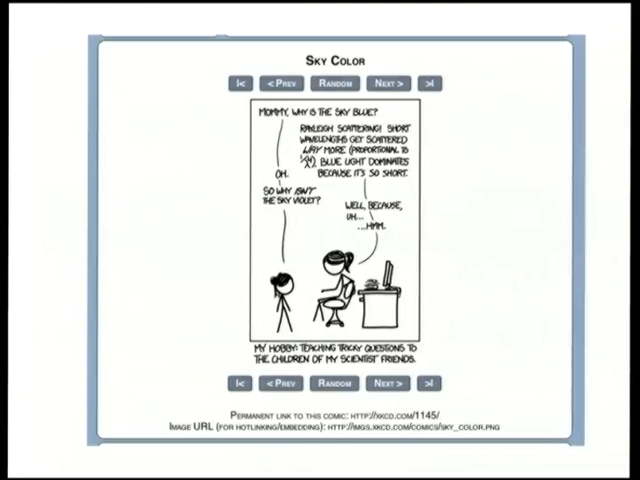 SKY COLOR
|< < PREV RANDOM NEXT > >|
MOMMY, WHY IS THE SKY BLUE?
RAYLEIGH SCATTERING! SHORT
WAVELENGTHS GET SCATTERED
WAY MORE (PROPORTIONAL TO
1/λ⁴). BLUE LIGHT DOMINATES
BECAUSE IT'S SO SHORT.
OH.
SO WHY ISN'T
THE SKY VIOLET?
WELL, BECAUSE,
UH...
...HMM.
MY HOBBY: TEACHING TRICKY QUESTIONS TO
THE CHILDREN OF MY SCIENTIST FRIENDS.
|< < PREV RANDOM NEXT > >|
PERMANENT LINK TO THIS COMIC: HTTP://XKCD.COM/1145/
IMAGE URL (FOR HOTLINKING/EMBEDDING): HTTP://IMGS.XKCD.COM/COMICS/SKY_COLOR.PNG